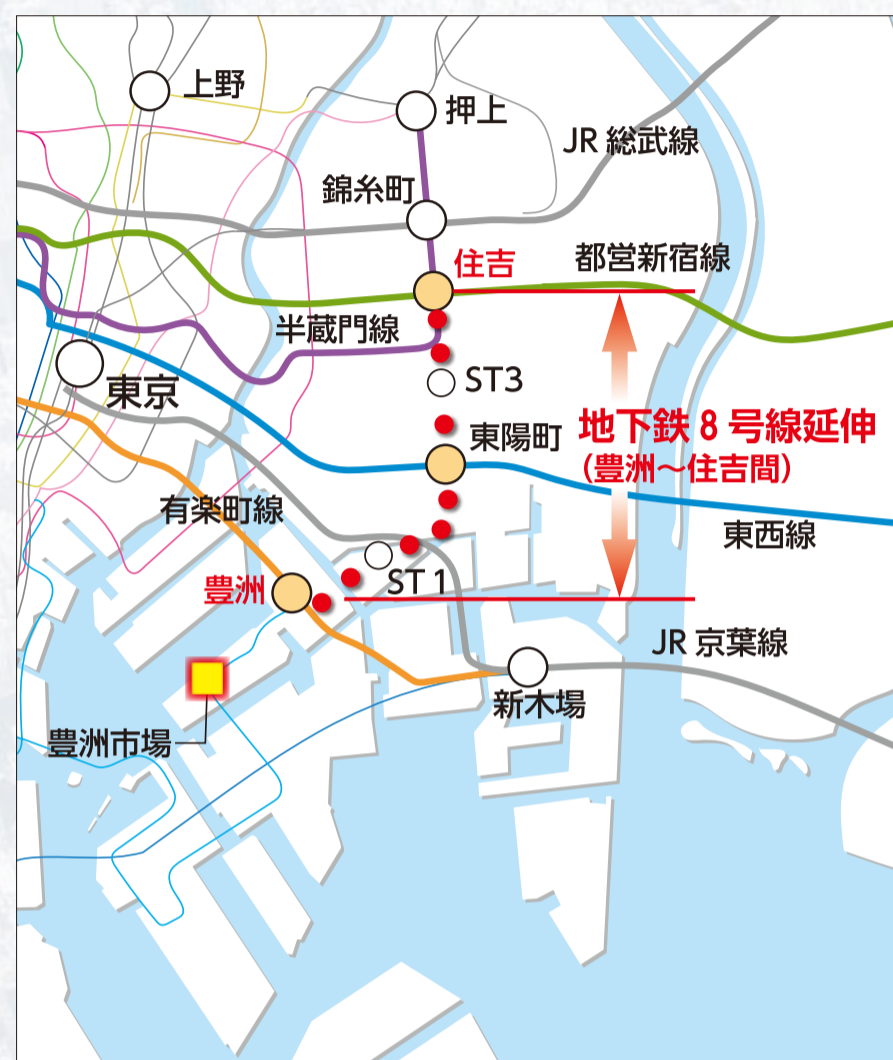 上野
押上
JR 総武線
錦糸町
住吉
都営新宿線
半蔵門線
東京
ST3
東陽町
地下鉄 8 号線延伸
(豊洲〜住吉間)
有楽町線
東西線
豊洲
ST 1
JR 京葉線
新木場
豊洲市場